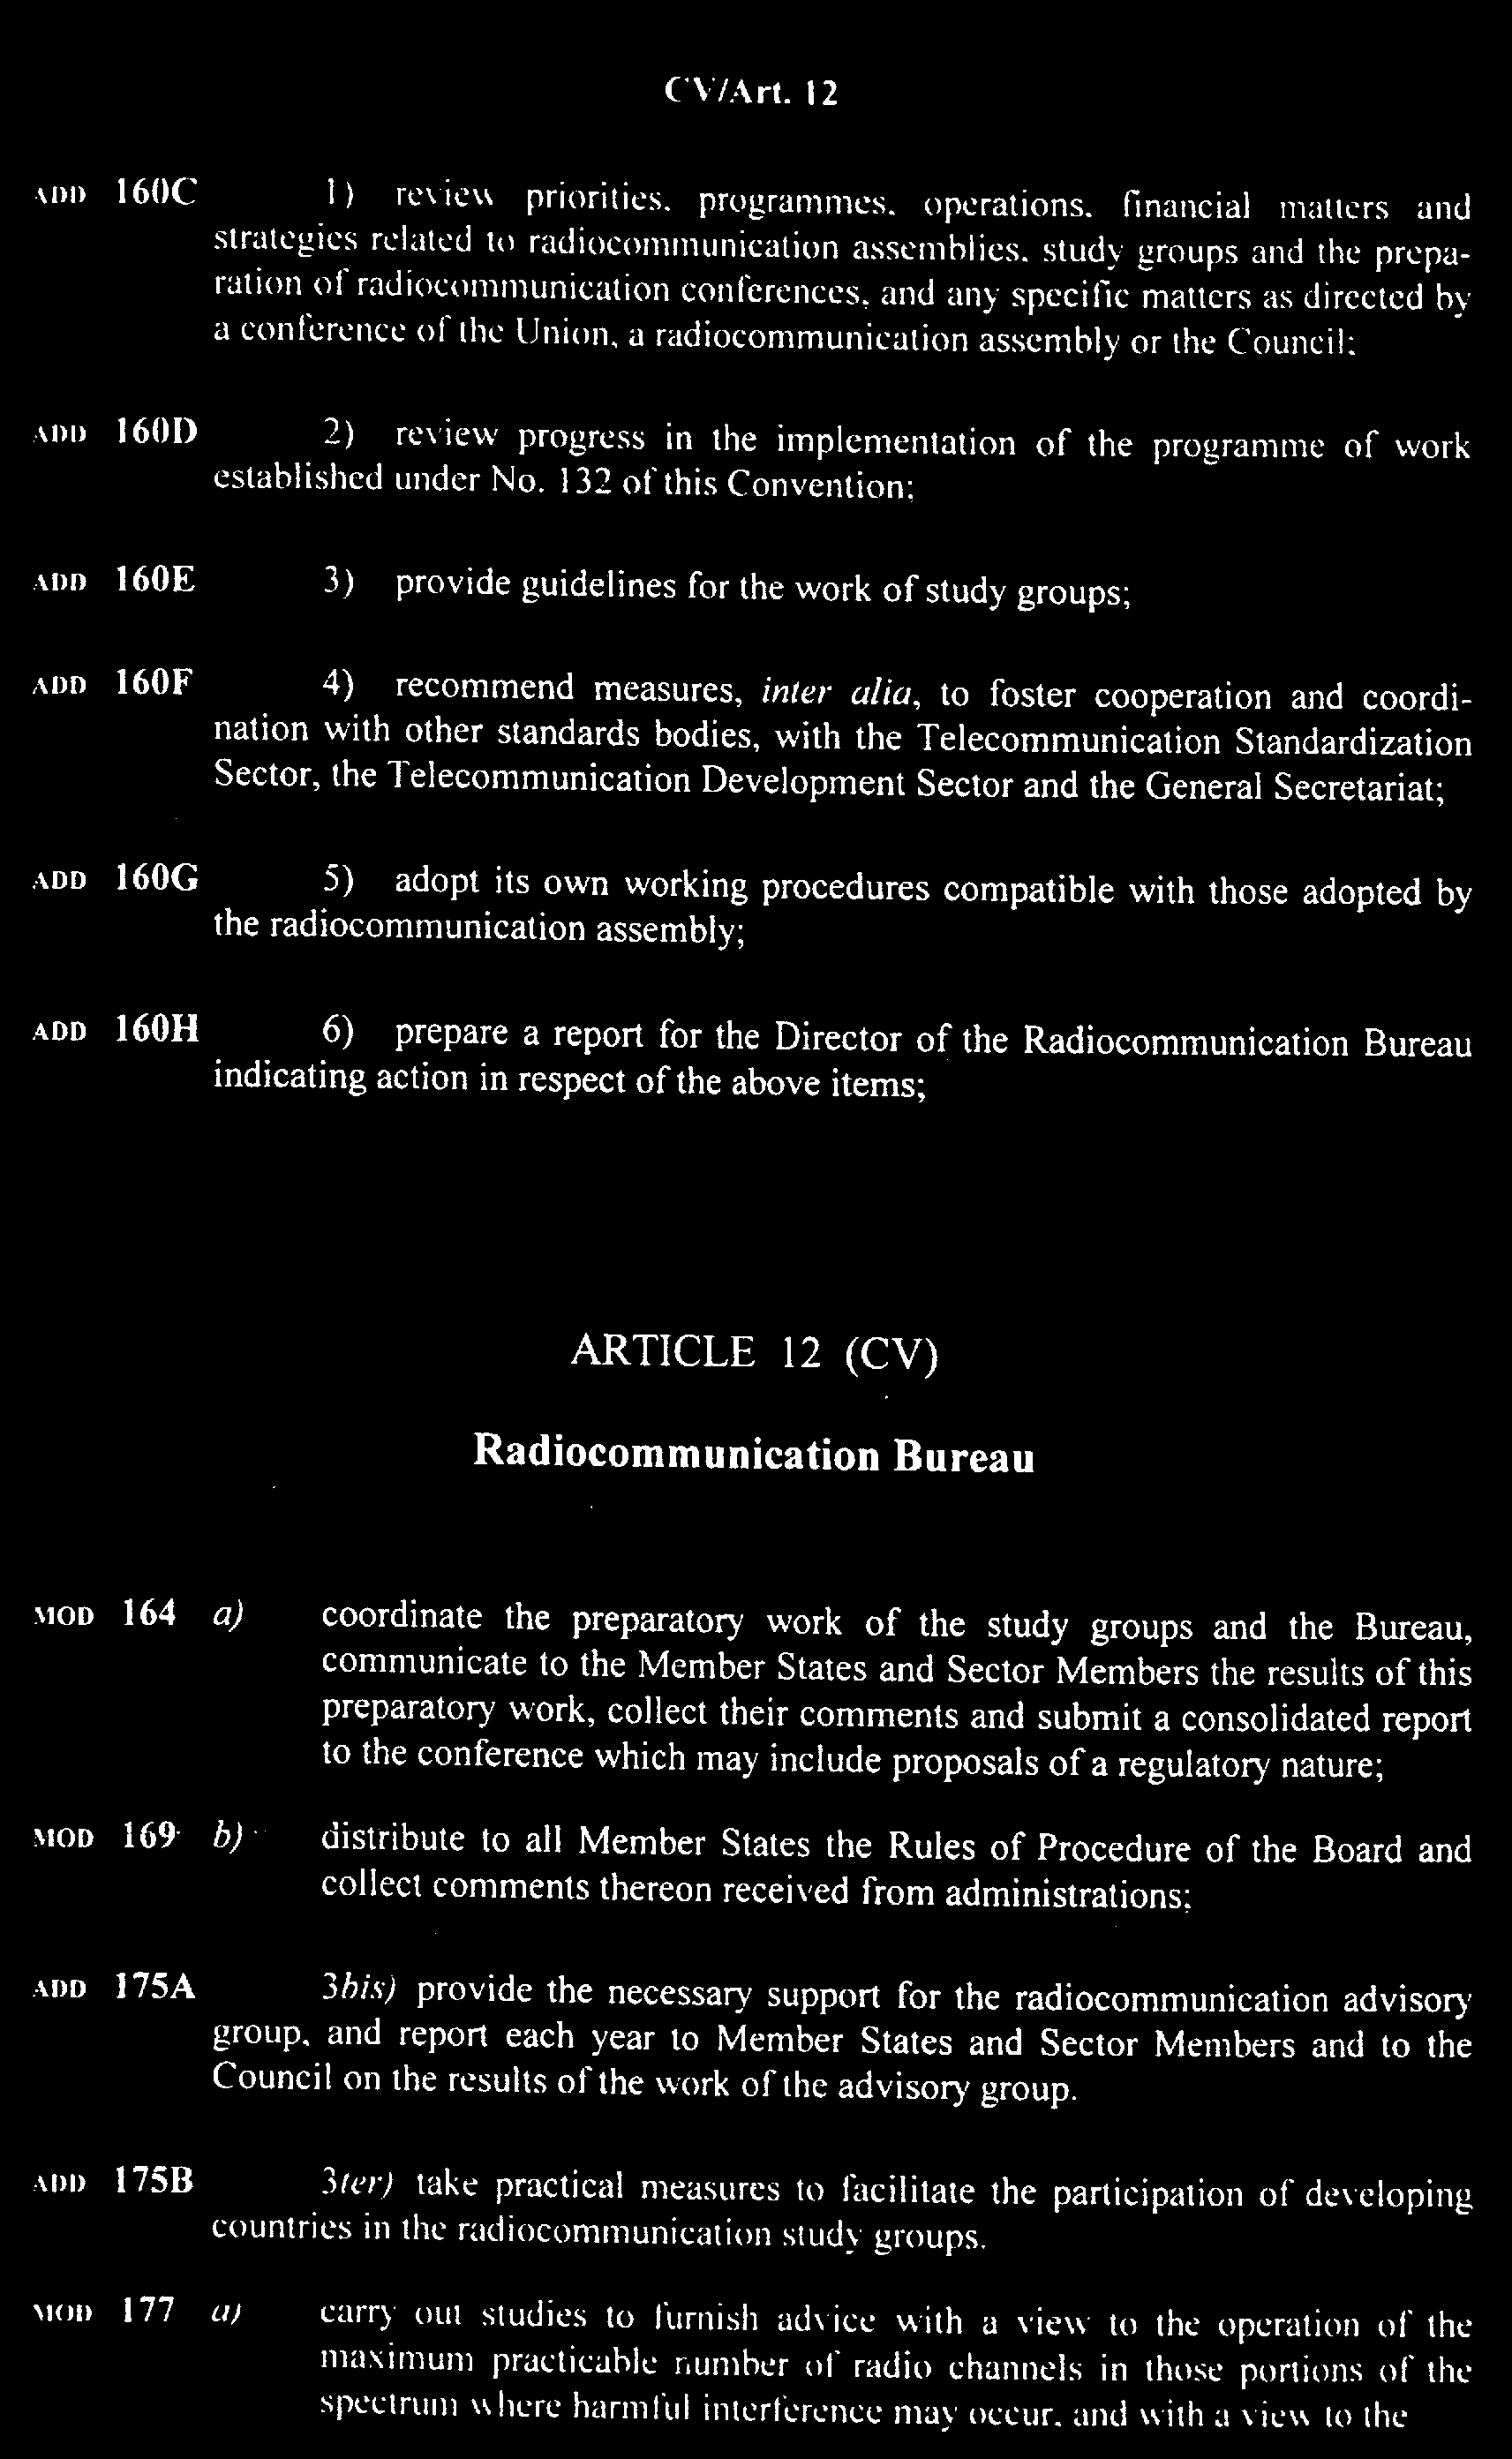 CV/Art. 12
ADD 160C 1) review priorities, programmes, operations, financial matters and
strategies related to radiocommunication assemblies, study groups and the prepa-
ration of radiocommunication conferences, and any specific matters as directed by
a conference of the Union, a radiocommunication assembly or the Council;
ADD 160D 2) review progress in the implementation of the programme of work
established under No. 132 of this Convention;
ADD 160E 3) provide guidelines for the work of study groups;
ADD 160F 4) recommend measures, inter alia, to foster cooperation and coordi-
nation with other standards bodies, with the Telecommunication Standardization
Sector, the Telecommunication Development Sector and the General Secretariat;
ADD 160G 5) adopt its own working procedures compatible with those adopted by
the radiocommunication assembly;
ADD 160H 6) prepare a report for the Director of the Radiocommunication Bureau
indicating action in respect of the above items;
ARTICLE 12 (CV)
Radiocommunication Bureau
MOD 164 a) coordinate the preparatory work of the study groups and the Bureau,
communicate to the Member States and Sector Members the results of this
preparatory work, collect their comments and submit a consolidated report
to the conference which may include proposals of a regulatory nature;
MOD 169 b) distribute to all Member States the Rules of Procedure of the Board and
collect comments thereon received from administrations;
ADD 175A 3bis) provide the necessary support for the radiocommunication advisory
group, and report each year to Member States and Sector Members and to the
Council on the results of the work of the advisory group.
ADD 175B 3ter) take practical measures to facilitate the participation of developing
countries in the radiocommunication study groups.
MOD 177 a) carry out studies to furnish advice with a view to the operation of the
maximum practicable number of radio channels in those portions of the
spectrum where harmful interference may occur, and with a view to the